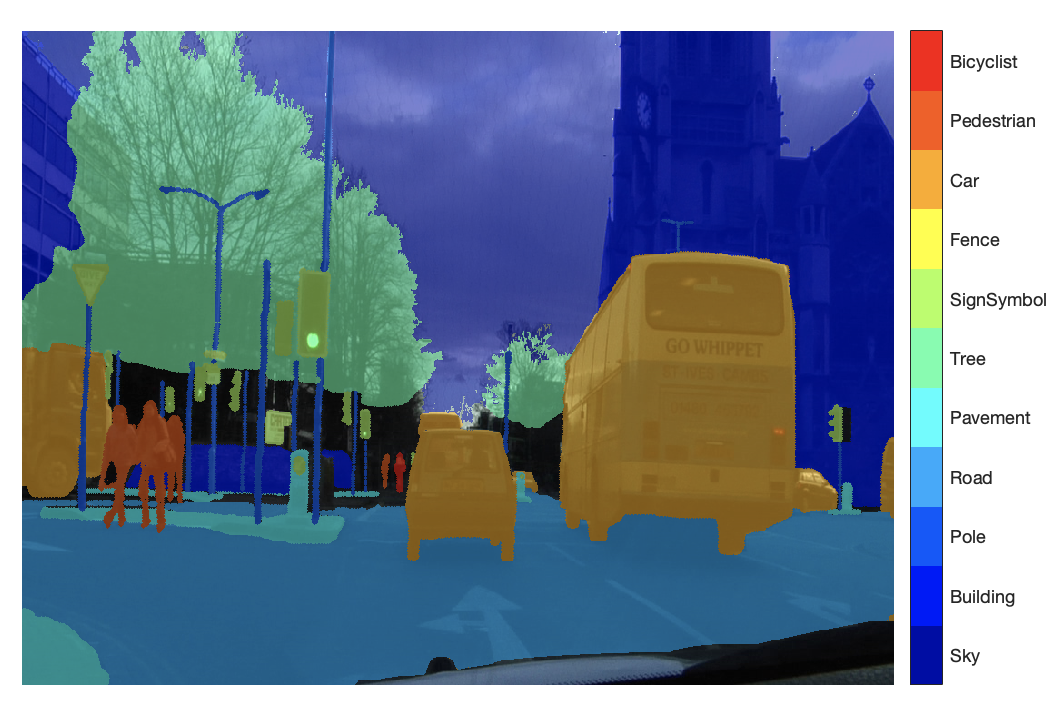 Bicyclist
Pedestrian
Car
Fence
SignSymbol
Tree
Pavement
Road
Pole
Building
Sky
GO WHIPPET